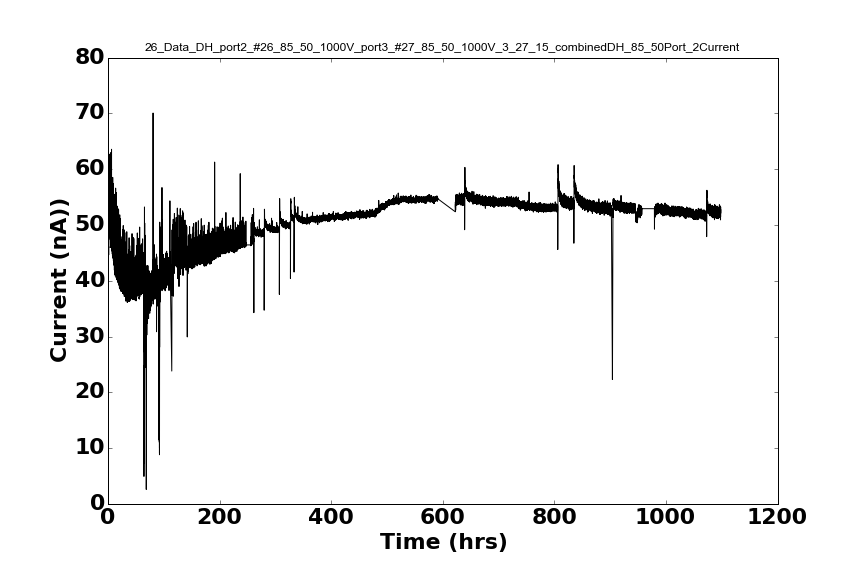 26_Data_DH_port2_#26_85_50_1000V_port3_#27_85_50_1000V_3_27_15_combinedDH_85_50Port_2Current
80
70
60
50
40
30
20
10
0
Current (nA))
0 200 400 600 800 1000 1200
Time (hrs)